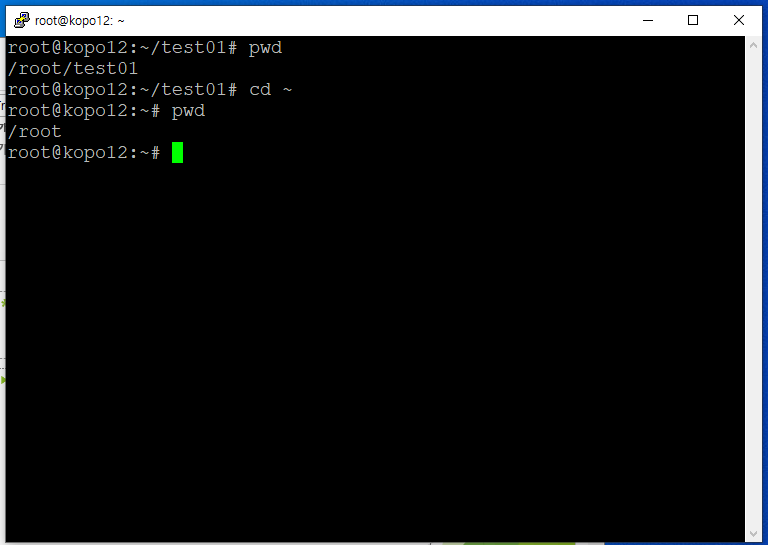 root@kopo12: ~
root@kopo12:~/test01# pwd
/root/test01
root@kopo12:~/test01# cd ~
root@kopo12:~# pwd
/root
root@kopo12:~#